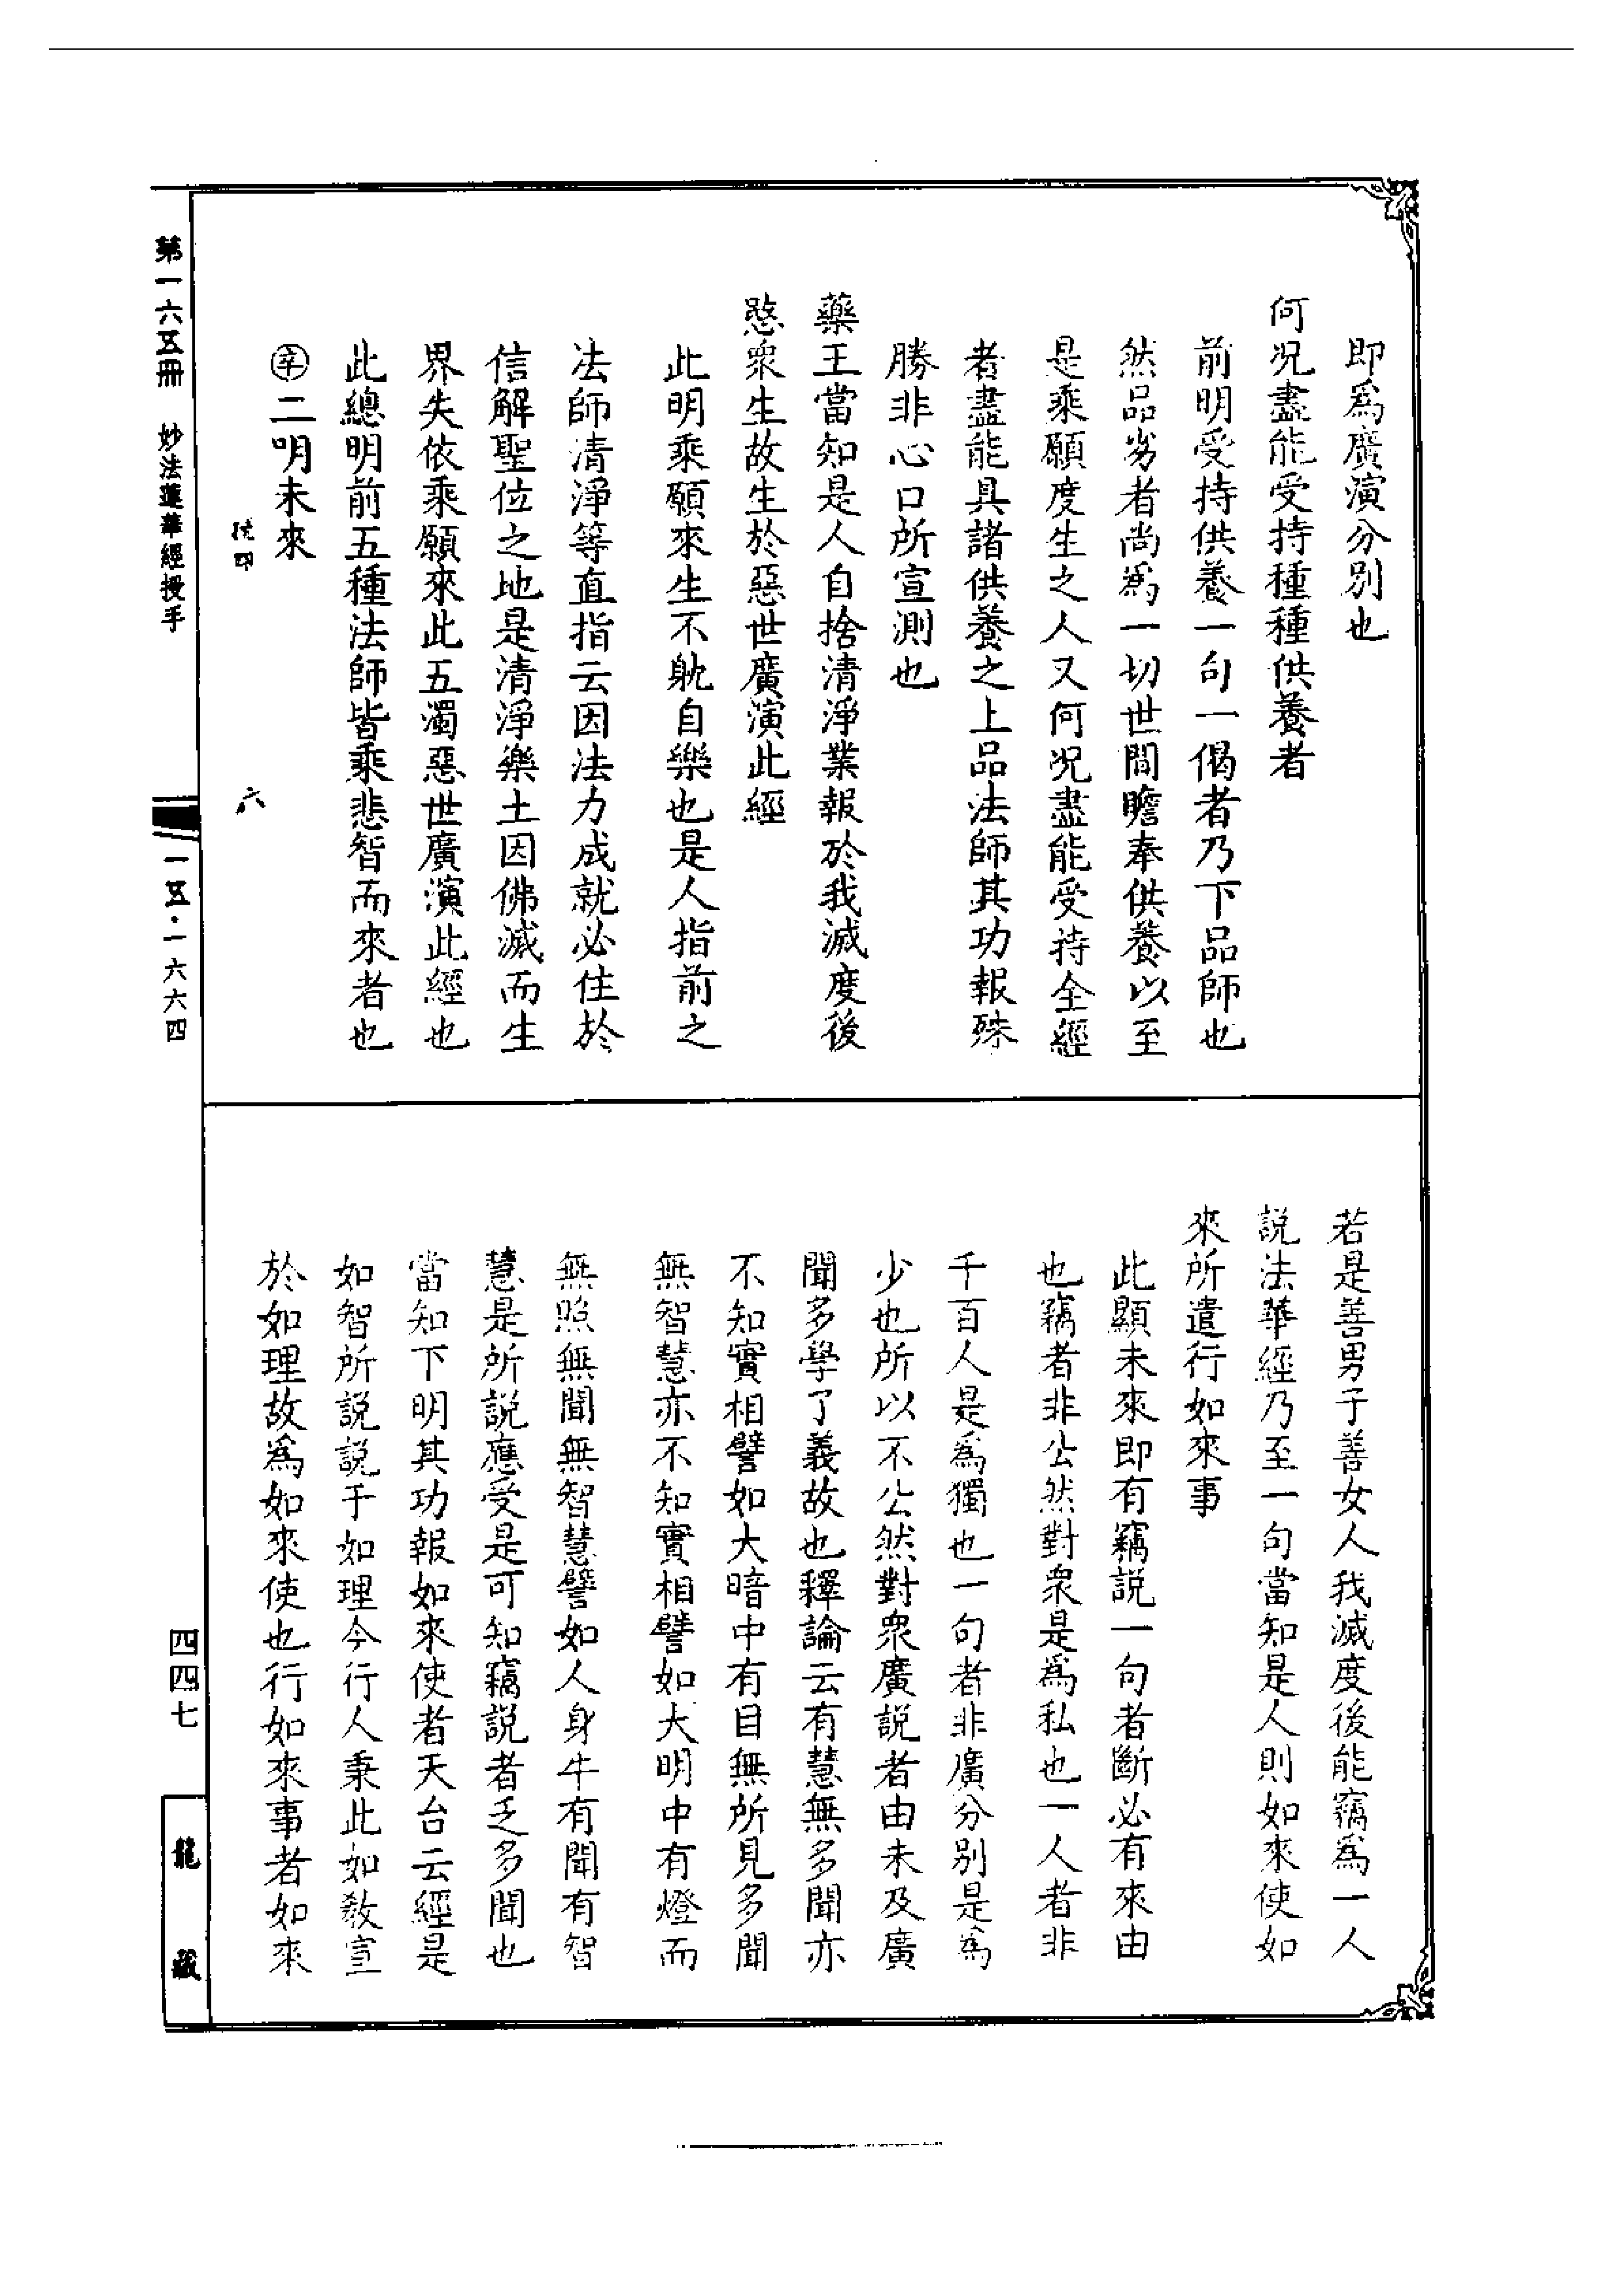 即爲廣演分別也
何況盡能受持種種供養者
前明受持供養一句一偈者乃下品師也
然品劣者尚爲一切世間瞻奉供養以至
是乘願度生之人又何況盡能受持全經
者盡能具諸供養之上品法師其功報殊
勝非心口所宣測也
藥王當知是人自捨清淨業報於我滅度後
愍衆生故生於惡世廣演此經
此明乘願來生不躭自樂也是人指前之
法師清淨等直指云因法力成就必住於
信解聖位之地是清淨樂土因佛滅而生
界失依乘願來此五濁惡世廣演此經也
此總明前五種法師皆乘悲智而來者也
㊛二明未來
六
若是善男子善女人我滅度後能竊爲一人
說法華經乃至一句當知是人則如來使如
來所遣行如來事
此顯未來即有竊説一句者斷必有來由
也竊者非公然對衆是爲私也一人者非
千百人是爲獨也一句者非廣分別是爲
少也所以不公然對衆廣説者由未及廣
聞多學了義故也釋論云有慧無多聞亦
不知實相譬如大暗中有目無所見多聞
無智慧亦不知實相譬如大明中有燈而
無照無聞無智慧譬如人身牛有聞有智
慧是所説應受是可知竊説者乏多聞也
當知下明其功報如來使者天台云經是
如智所説説于如理今行人秉此如教宣
於如理故爲如來使也行如來事者如來
第一六五冊 妙法蓮華經授手
一五·一六六四
四四七
龍藏